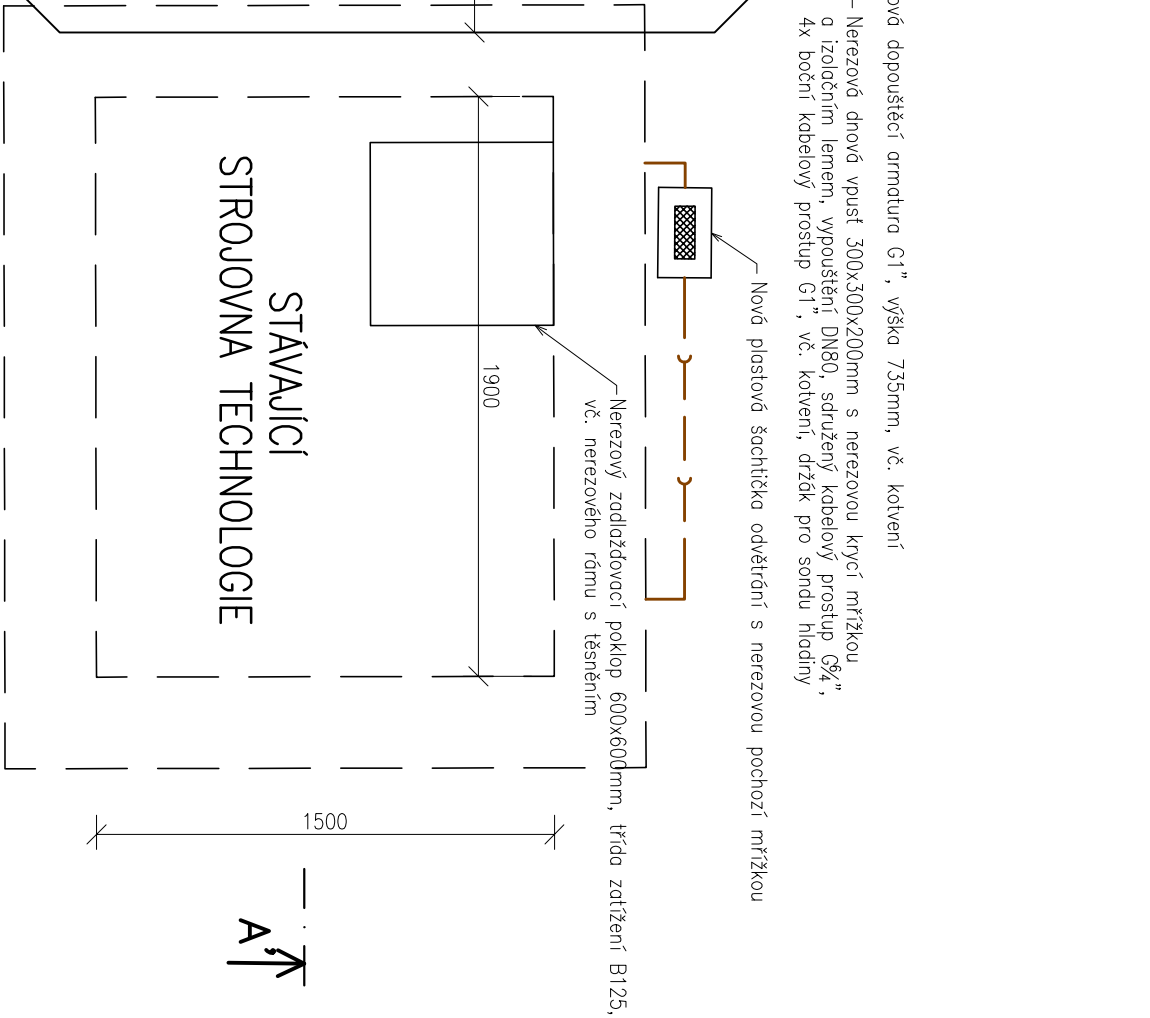 ová dopouštěcí armatura G1", výška 735mm, vč. kotvení
Nerezová dnová vpusť 300x300x200mm s nerezovou krycí mřížkou
a izolačním lemem, vypouštění DN80, sdružený kabelový prostup G6/4",
4x boční kabelový prostup G1", vč. kotvení, držák pro sondu hladiny
Nová plastová šachtička odvětrání s nerezovou pochozí mřížkou
Nerezový zadlažďovací poklop 600x600mm, třída zatížení B125,
vč. nerezového rámu s těsněním
1900
STÁVAJÍCÍ
STROJOVNA TECHNOLOGIE
1500
A'